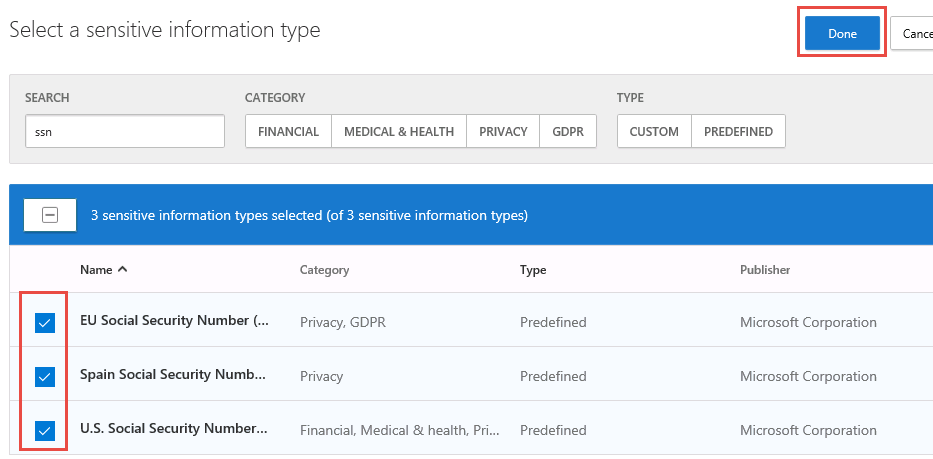 Select a sensitive information type
Done
Cance
SEARCH
CATEGORY
TYPE
ssn
FINANCIAL
MEDICAL & HEALTH
PRIVACY
GDPR
CUSTOM
PREDEFINED
3 sensitive information types selected (of 3 sensitive information types)
Name
Category
Type
Publisher
EU Social Security Number (...
Privacy, GDPR
Predefined
Microsoft Corporation
Spain Social Security Numb...
Privacy
Predefined
Microsoft Corporation
U.S. Social Security Number...
Financial, Medical & health, Pri...
Predefined
Microsoft Corporation